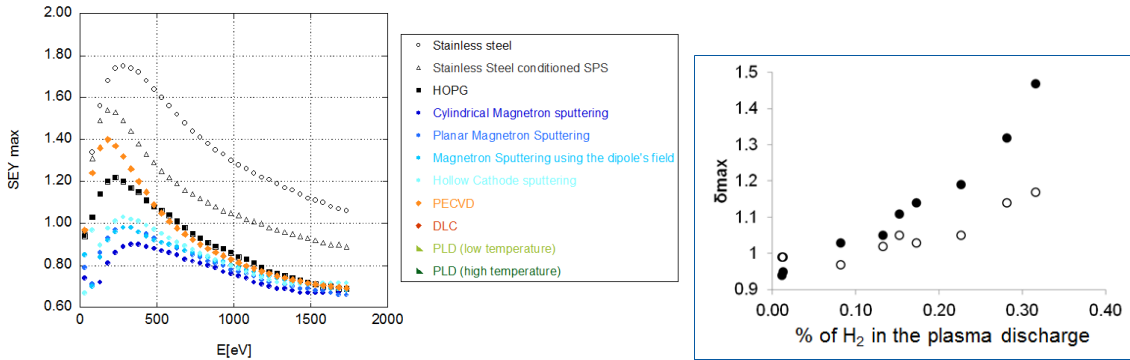 2.00
1.80
1.60
1.40
1.20
1.00
0.80
0.60
SEY max
0
500
1000
1500
2000
E[eV]
Stainless steel
Stainless Steel conditioned SPS
HOPG
Cylindrical Magnetron sputtering
Planar Magnetron Sputtering
Magnetron Sputtering using the dipole's field
Hollow Cathode sputtering
PECVD
DLC
PLD (low temperature)
PLD (high temperature)
1.5
1.4
1.3
1.2
1.1
1
0.9
δmax
0.00
0.10
0.20
0.30
0.40
% of H2 in the plasma discharge